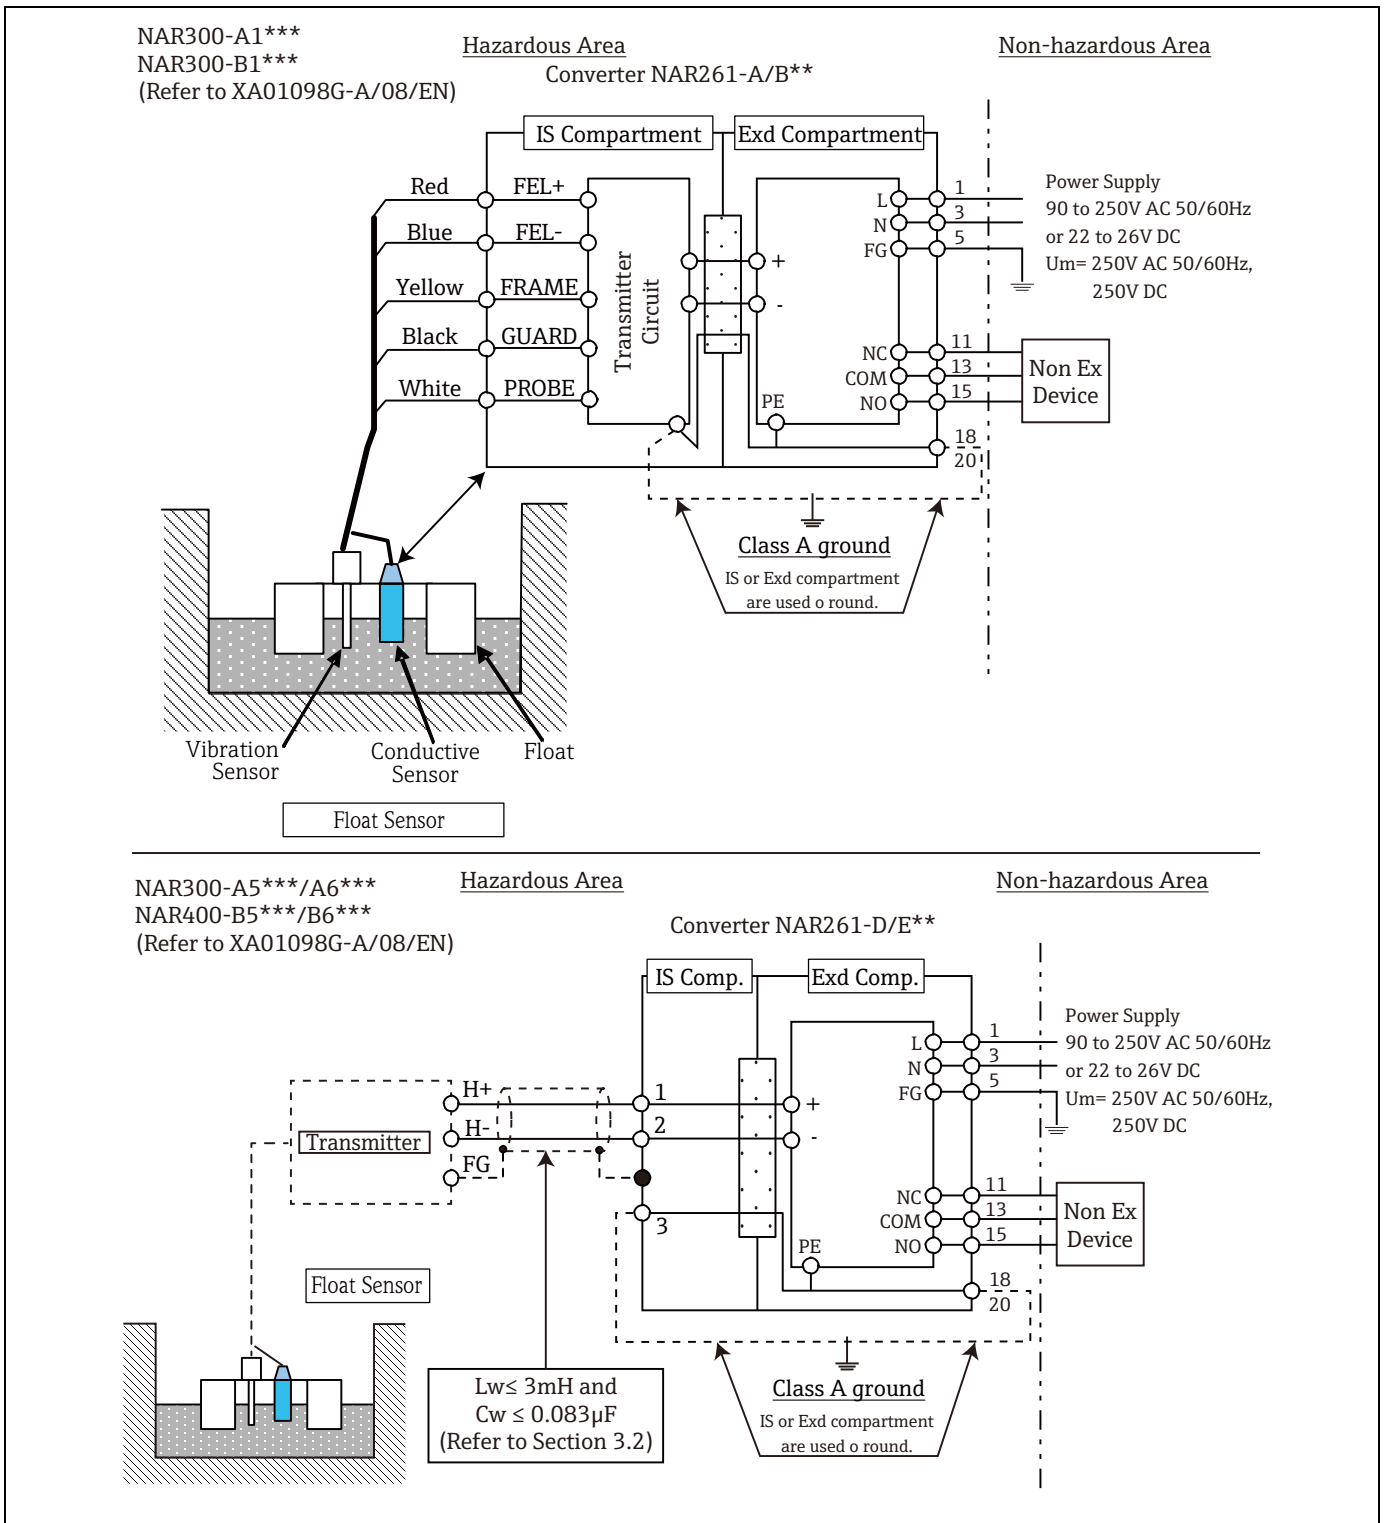 NAR300-A1***
NAR300-B1***
(Refer to XA01098G-A/08/EN)
Hazardous Area
Non-hazardous Area
Converter NAR261-A/B**
IS Compartment
Exd Compartment
Red
FEL+
Blue
FEL-
Yellow
FRAME
Black
GUARD
White
PROBE
Transmitter
Circuit
+
-
PE
L
N
FG
NC
COM
NO
1
3
5
11
13
15
18
20
Power Supply
90 to 250V AC 50/60Hz
or 22 to 26V DC
Um= 250V AC 50/60Hz,
250V DC
Non Ex
Device
Class A ground
IS or Exd compartment
are used o round.
Vibration
Sensor
Conductive
Sensor
Float
Float Sensor
NAR300-A5***/A6***
NAR400-B5***/B6***
(Refer to XA01098G-A/08/EN)
Hazardous Area
Non-hazardous Area
Converter NAR261-D/E**
IS Comp.
Exd Comp.
Transmitter
H+
H-
FG
1
2
3
+
-
PE
L
N
FG
NC
COM
NO
1
3
5
11
13
15
18
20
Power Supply
90 to 250V AC 50/60Hz
or 22 to 26V DC
Um= 250V AC 50/60Hz,
250V DC
Non Ex
Device
Float Sensor
Lw≤ 3mH and
Cw ≤ 0.083µF
(Refer to Section 3.2)
Class A ground
IS or Exd compartment
are used o round.